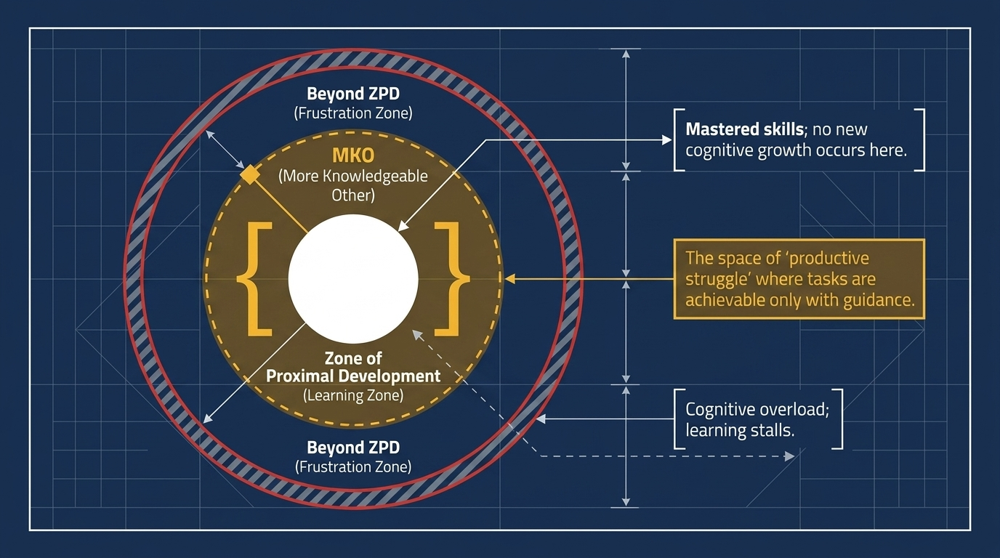 Beyond ZPD
(Frustration Zone)
MKO
(More Knowledgeable
Other)
{ }
Zone of
Proximal Development
(Learning Zone)
Beyond ZPD
(Frustration Zone)
Mastered skills; no new
cognitive growth occurs here.
The space of ‘productive
struggle’ where tasks are
achievable only with guidance.
Cognitive overload;
learning stalls.